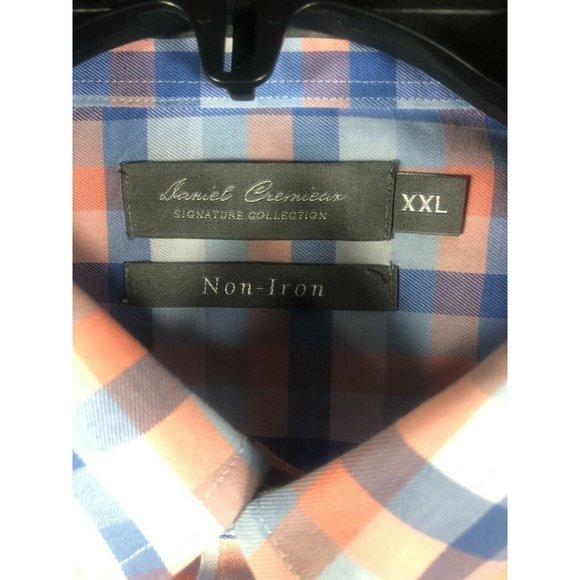 Daniel Cremieux
SIGNATURE COLLECTION
XXL
Non-Iron